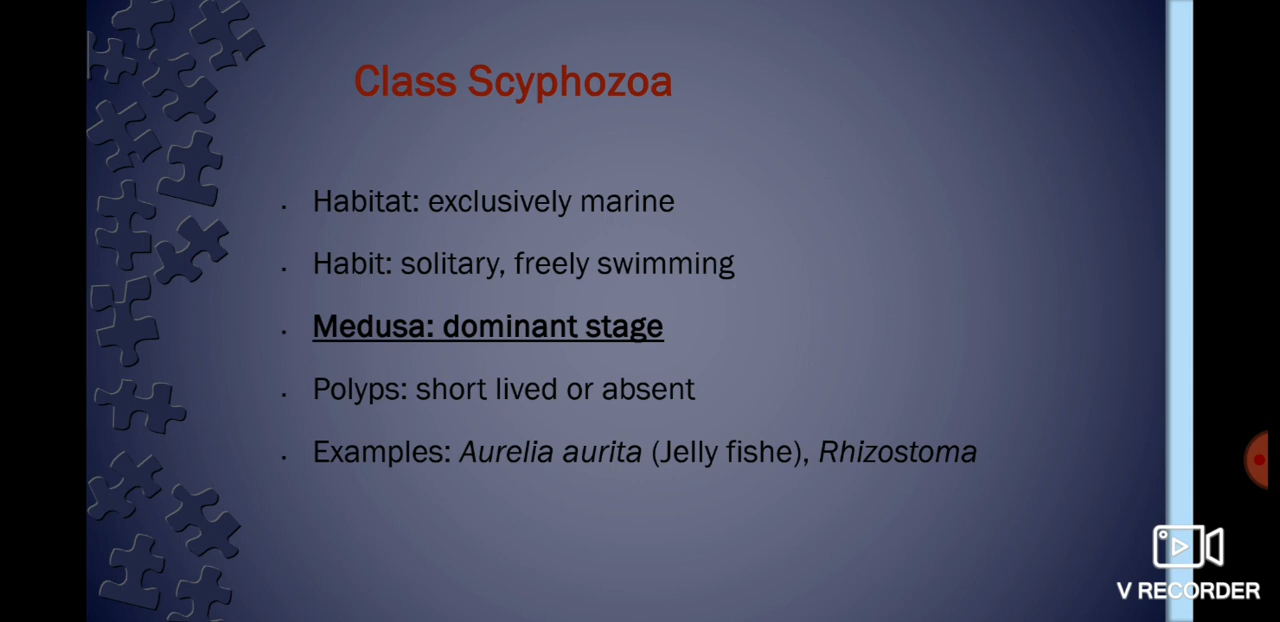 Class Scyphozoa
Habitat: exclusively marine
Habit: solitary, freely swimming
Medusa: dominant stage
Polyps: short lived or absent
Examples: Aurelia aurita (Jelly fishe), Rhizostoma
V RECORDER